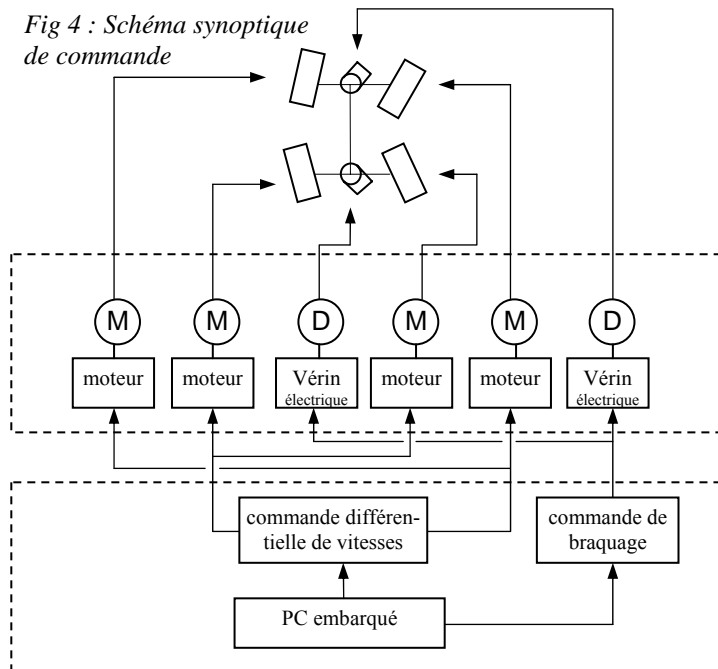 Fig 4 : Schéma synoptique
de commande
M
M
D
M
M
D
moteur
moteur
Vérin
électrique
moteur
moteur
Vérin
électrique
commande différen-
tielle de vitesses
commande de
braquage
PC embarqué